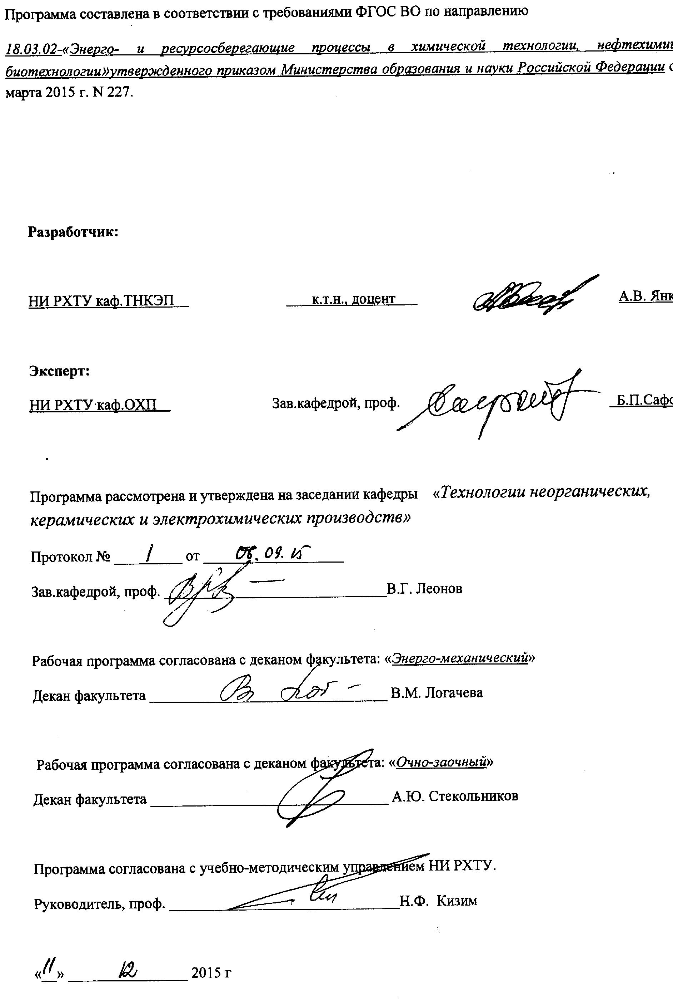 Программа составлена в соответствии с требованиями ФГОС ВО по направлению
18.03.02-«Энерго- и ресурсосберегающие процессы в химической технологии, нефтехимии
биотехнологии»утвержденного приказом Министерства образования и науки Российской Федерации
марта 2015 г. N 227.
Разработчик:
НИ РХТУ каф.ТНКЭП к.т.н., доцент А.В. Янк
Эксперт:
НИ РХТУ каф.ОХП Зав.кафедрой, проф. Б.П.Сафо
Программа рассмотрена и утверждена на заседании кафедры «Технологии неорганических,
керамических и электрохимических производств»
Протокол № 1 от 09. 15
Зав.кафедрой, проф. В.Г. Леонов
Рабочая программа согласована с деканом факультета: «Энерго-механический»
Декан факультета В.М. Логачева
Рабочая программа согласована с деканом факультета: «Очно-заочный»
Декан факультета А.Ю. Стекольников
Программа согласована с учебно-методическим управлением НИ РХТУ.
Руководитель, проф. Н.Ф. Кизим
«11» 12 2015 г